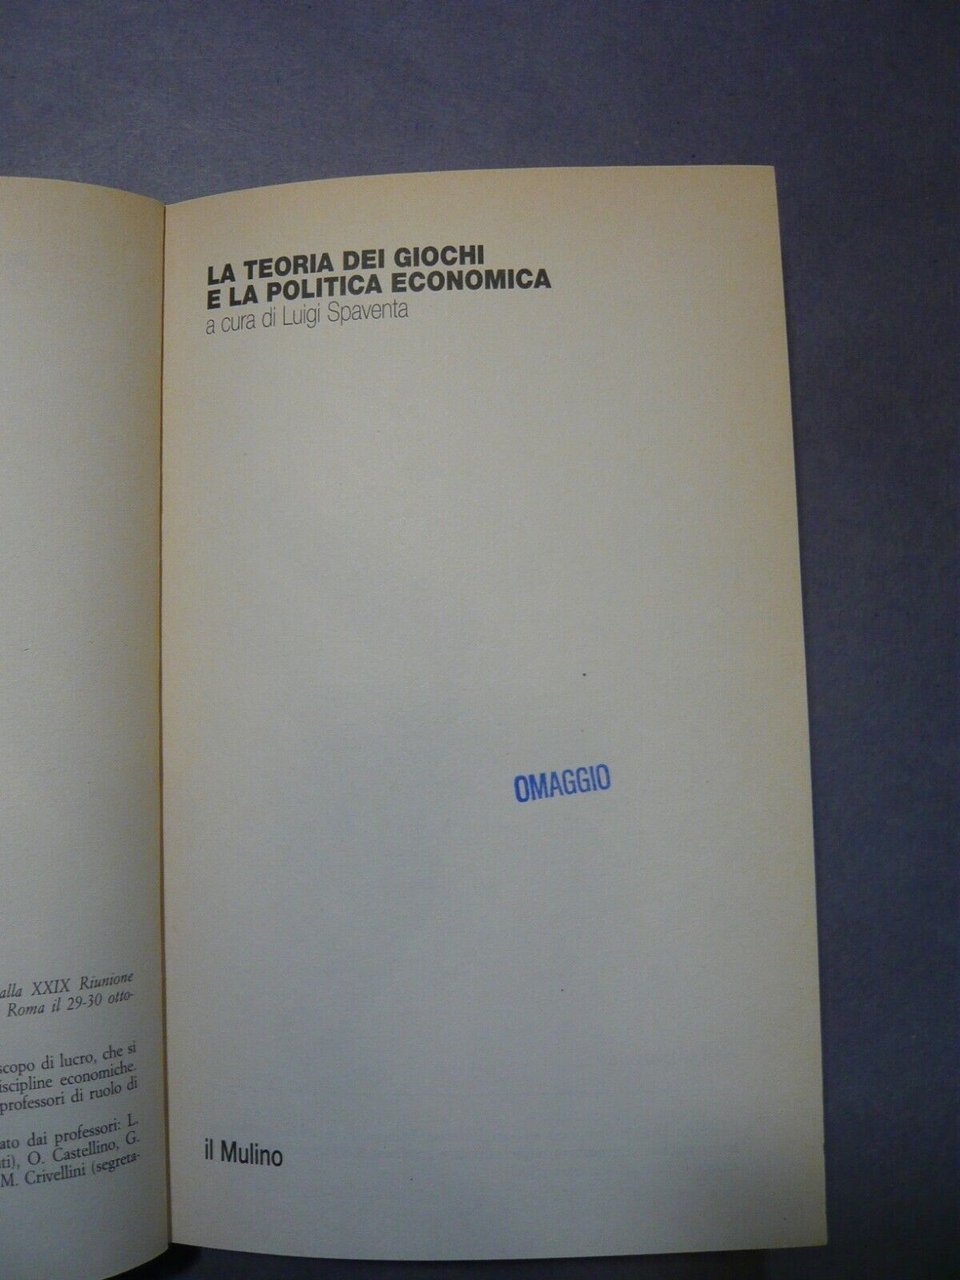 LA TEORIA DEI GIOCHI
E LA POLITICA ECONOMICA
a cura di Luigi Spaventa
OMAGGIO
il Mulino
alla XXIX Riunione
Roma il 29-30 otto-
scopo di lucro, che si
discipline economiche.
professori di ruolo di
ato dai professori: L.
ti), O. Castellino, G.
M. Crivellini (segreta-